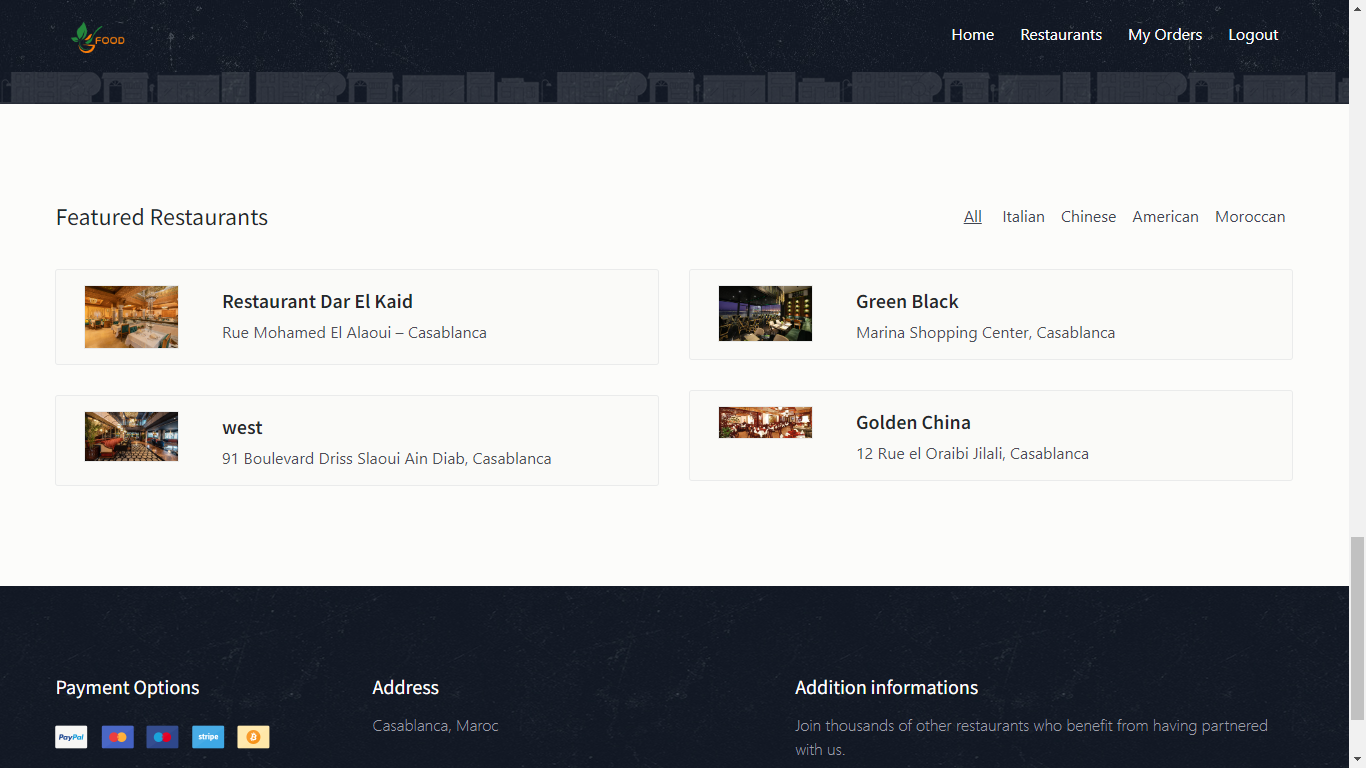 FOOD
Home Restaurants My Orders Logout
Featured Restaurants
All Italian Chinese American Moroccan
Restaurant Dar El Kaid
Rue Mohamed El Alaoui – Casablanca
Green Black
Marina Shopping Center, Casablanca
west
91 Boulevard Driss Slaoui Ain Diab, Casablanca
Golden China
12 Rue el Oraibi Jilali, Casablanca
Payment Options
PayPal stripe
Address
Casablanca, Maroc
Addition informations
Join thousands of other restaurants who benefit from having partnered
with us.